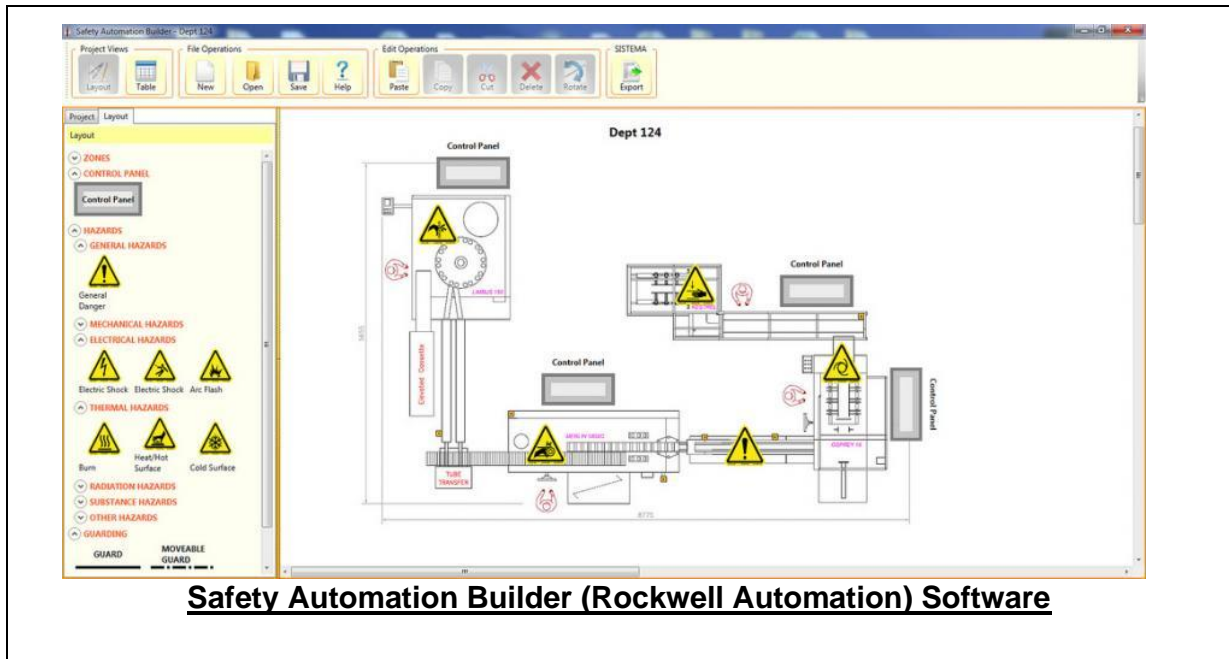 Safety Automation Builder - Dept 124
Project Views
File Operations
Edit Operations
SISTEMA
Layout
Table
New
Open
Save
Help
Paste
Copy
Cut
Delete
Rotate
Export
Project
Layout
Layout
ZONES
CONTROL PANEL
Control Panel
HAZARDS
GENERAL HAZARDS
General
Danger
MECHANICAL HAZARDS
ELECTRICAL HAZARDS
Electric Shock
Electric Shock
Arc Flash
THERMAL HAZARDS
Burn
Heat/Hot
Surface
Cold Surface
RADIATION HAZARDS
SUBSTANCE HAZARDS
OTHER HAZARDS
GUARDING
GUARD
MOVEABLE
GUARD
Dept 124
Control Panel
Control Panel
Control Panel
Control Panel
TUBE
TRANSFER
8770
Safety Automation Builder (Rockwell Automation) Software